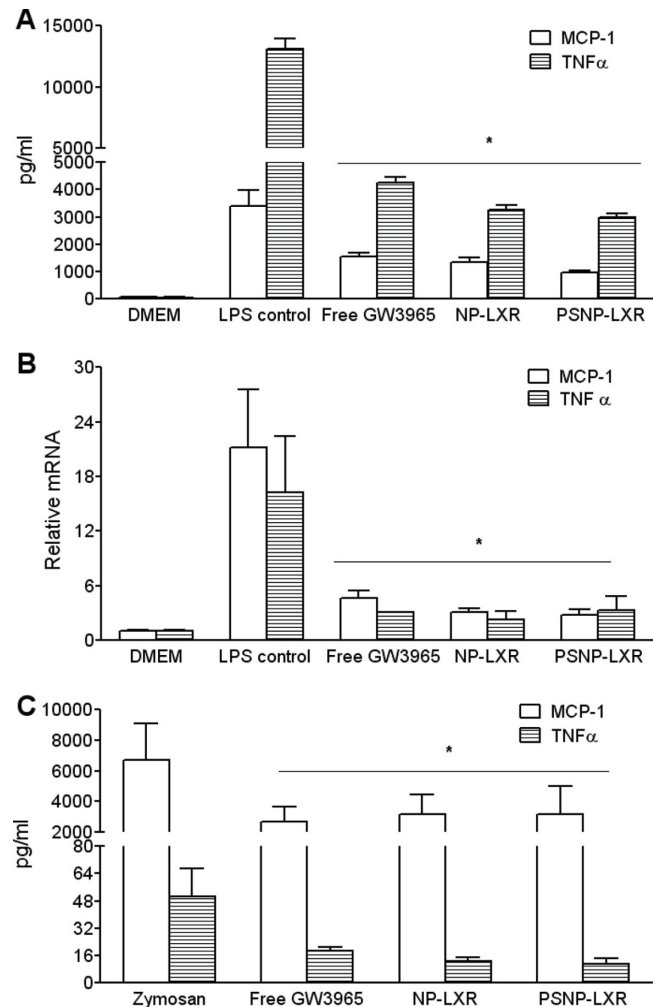 A
15000
10000
5000
5000
4000
3000
2000
1000
0
pg/ml
MCP-1
TNFα
*
DMEM LPS control Free GW3965 NP-LXR PSNP-LXR
B
30
24
18
12
6
0
Relative mRNA
MCP-1
TNF α
*
DMEM LPS control Free GW3965 NP-LXR PSNP-LXR
C
10000
8000
6000
4000
2000
80
64
48
32
16
0
pg/ml
MCP-1
TNFα
*
Zymosan Free GW3965 NP-LXR PSNP-LXR